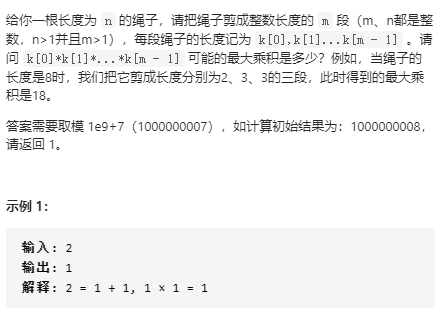 给你一根长度为 n 的绳子，请把绳子剪成整数长度的 m 段（m、n都是整
数，n>1并且m>1），每段绳子的长度记为 k[0],k[1]...k[m - 1] 。请
问 k[0]*k[1]*...*k[m - 1] 可能的最大乘积是多少？例如，当绳子的
长度是8时，我们把它剪成长度分别为2、3、3的三段，此时得到的最大乘
积是18。
答案需要取模 1e9+7（1000000007），如计算初始结果为：1000000008，
请返回 1。
示例 1：
输入: 2
输出: 1
解释: 2 = 1 + 1, 1 × 1 = 1